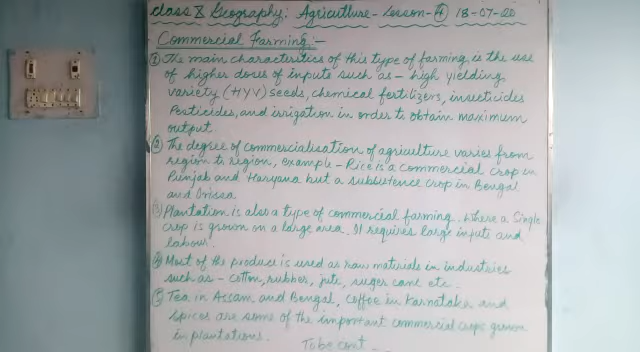 class X Geography: Agriculture - Lesson - 4 18-07-20
Commercial Farming:-
① The main characteristics of this type of farming is the use
of higher doses of inputs such as - high yielding
variety (HYV) seeds, chemical fertilizers, insecticides
Pesticides, and irrigation in order to obtain maximum
output.
② The degree of commercialisation of agriculture varies from
region to region, example - Rice is a commercial crop in
Punjab and Haryana but a subsistence crop in Bengal
and Orissa.
③ Plantation is also a type of commercial farming. Where a single
crop is grown on a large area. It requires large inputs and
labour.
④ Most of the produce is used as raw materials in industries
such as - cotton, rubber, jute, sugar cane etc.
⑤ Tea in Assam and Bengal, coffee in Karnataka and
spices are some of the important commercial crops grown
in plantations.
To be cont...